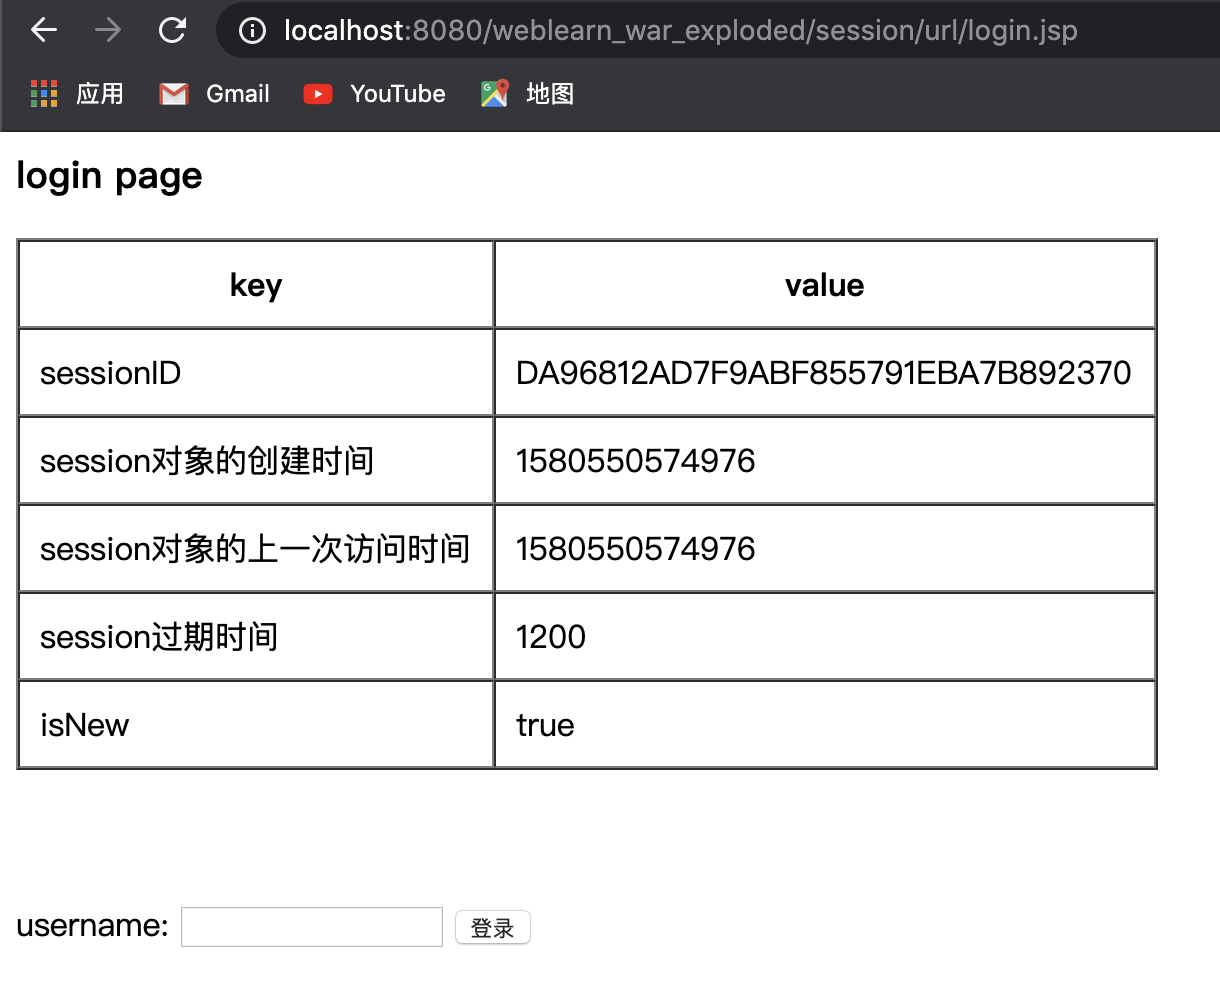 localhost:8080/weblearn_war_exploded/session/url/login.jsp
应用 Gmail YouTube 地图
login page
key value
sessionID DA96812AD7F9ABF855791EBA7B892370
session对象的创建时间 1580550574976
session对象的上一次访问时间 1580550574976
session过期时间 1200
isNew true
username: 登录